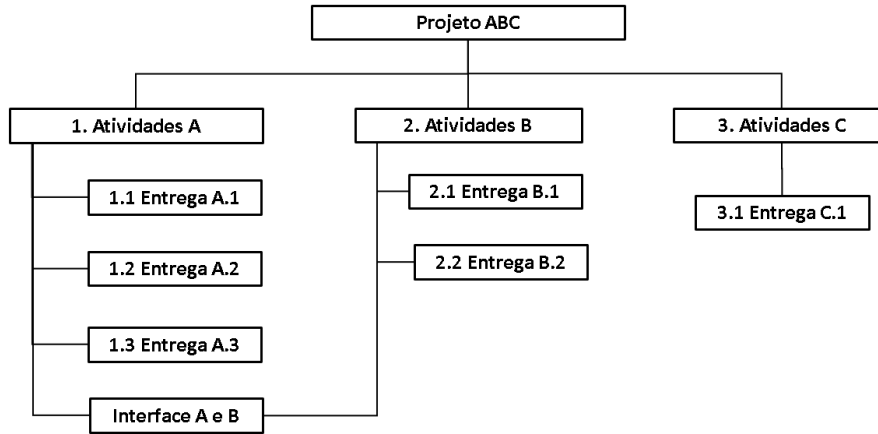 Projeto ABC
1. Atividades A
2. Atividades B
3. Atividades C
1.1 Entrega A.1
2.1 Entrega B.1
3.1 Entrega C.1
1.2 Entrega A.2
2.2 Entrega B.2
1.3 Entrega A.3
Interface A e B